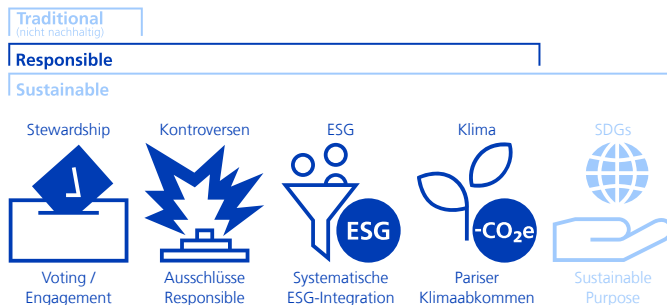 Traditional
(nicht nachhaltig)
Responsible
Sustainable
Stewardship
Kontroversen
ESG
Klima
SDGs
ESG
-CO₂e
Voting /
Engagement
Ausschlüsse
Responsible
Systematische
ESG-Integration
Pariser
Klimaabkommen
Sustainable
Purpose